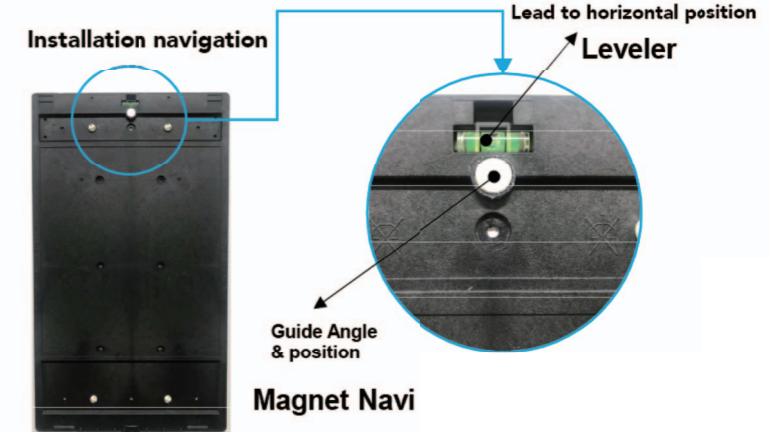 Lead to horizontal position
Installation navigation
Leveler
Guide Angle
& position
Magnet Navi